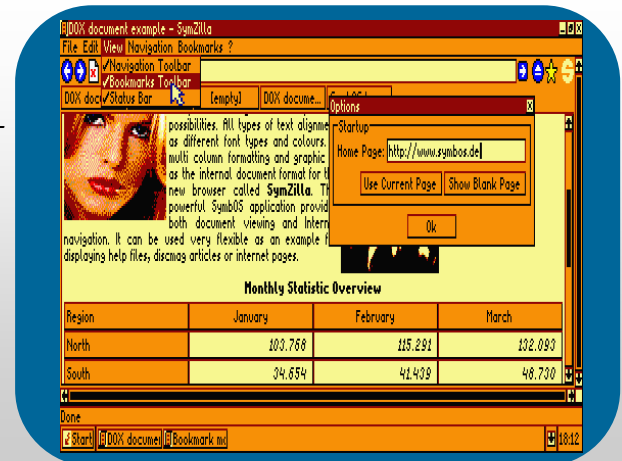 DOX document example - SymZilla
File Edit View Navigation Bookmarks ?
√Navigation Toolbar
√Bookmarks Toolbar
√Status Bar
DOX doc
[empty]
DOX docume...
Options
Startup
Home Page: http://www.symbos.de
Use Current Page
Show Blank Page
Ok
possibilities. All types of text alignme
as different font types and colours.
multi column formatting and graphic
as the internal document format for t
new browser called SymZilla. Th
powerful SymbOS application provid
both document viewing and Intern
navigation. It can be used very flexible as an example f
displaying help files, discmag articles or internet pages.
Monthly Statistic Overview
Region January February March
North 103.768 115.291 132.093
South 34.654 41.439 48.730
Done
Start DOX documen Bookmark mo 18:12